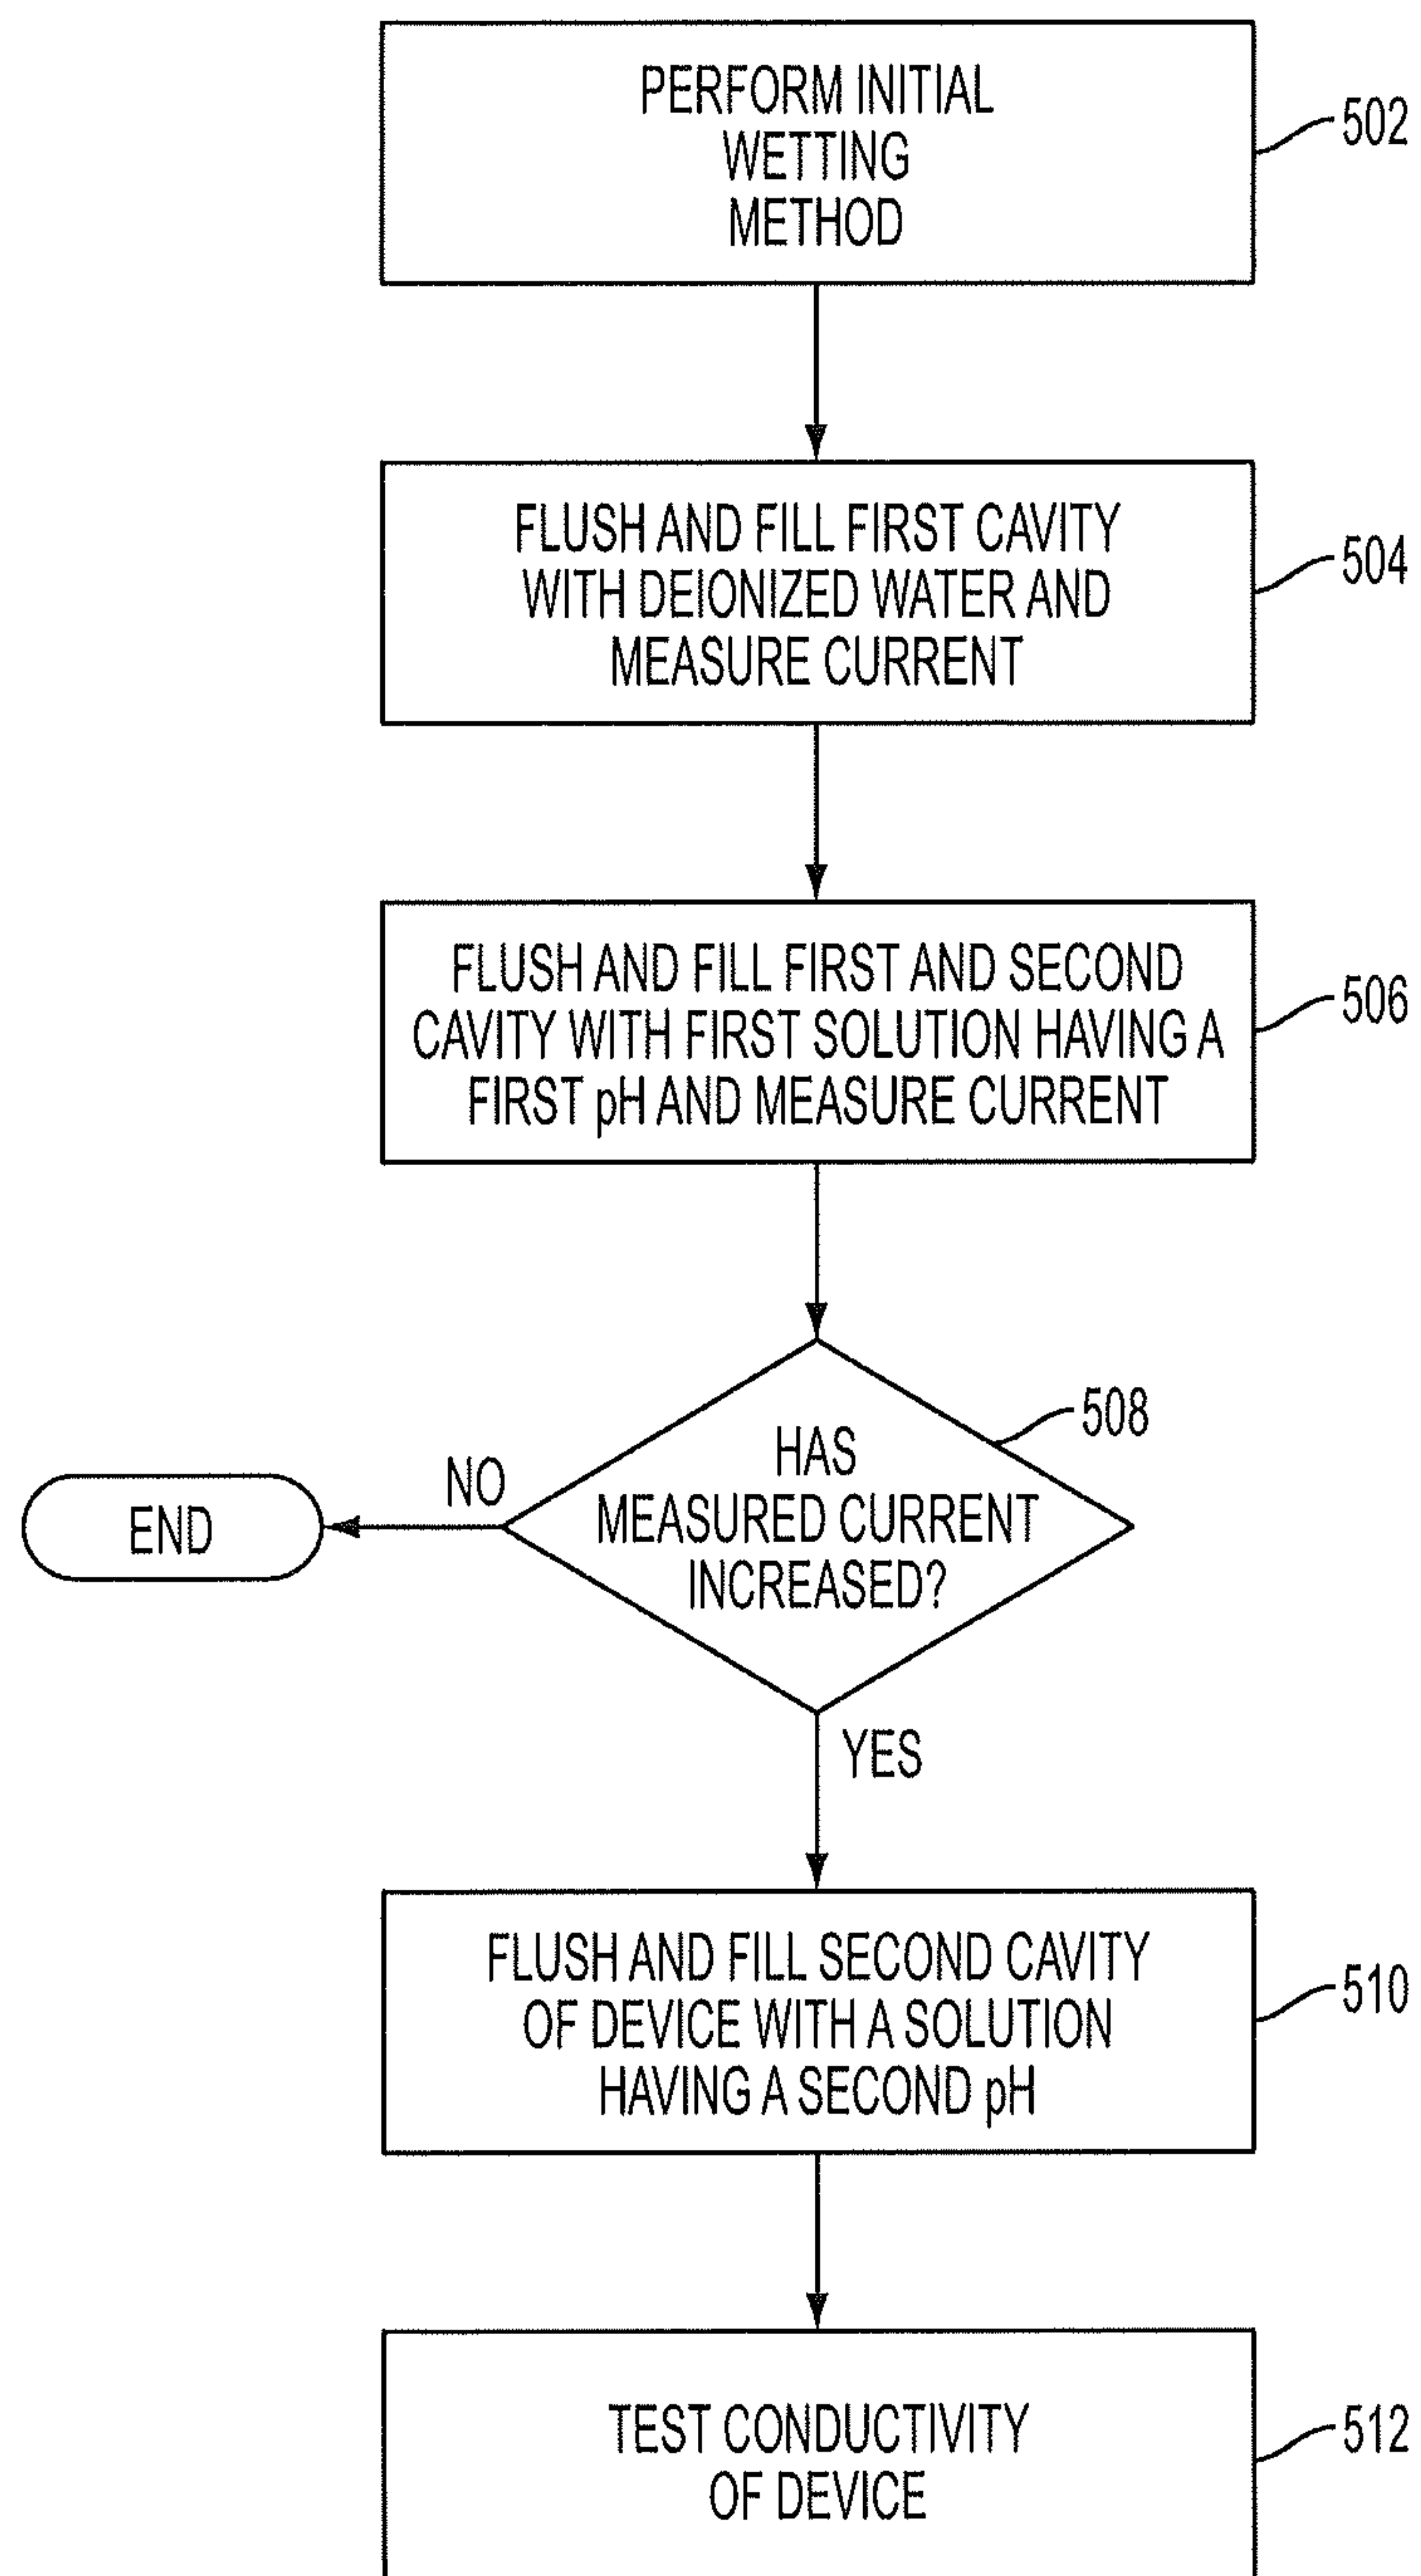 PERFORM INITIAL
WETTING
METHOD
502
FLUSH AND FILL FIRST CAVITY
WITH DEIONIZED WATER AND
MEASURE CURRENT
504
FLUSH AND FILL FIRST AND SECOND
CAVITY WITH FIRST SOLUTION HAVING A
FIRST pH AND MEASURE CURRENT
506
HAS
MEASURED CURRENT
INCREASED?
508
NO
END
YES
FLUSH AND FILL SECOND CAVITY
OF DEVICE WITH A SOLUTION
HAVING A SECOND pH
510
TEST CONDUCTIVITY
OF DEVICE
512